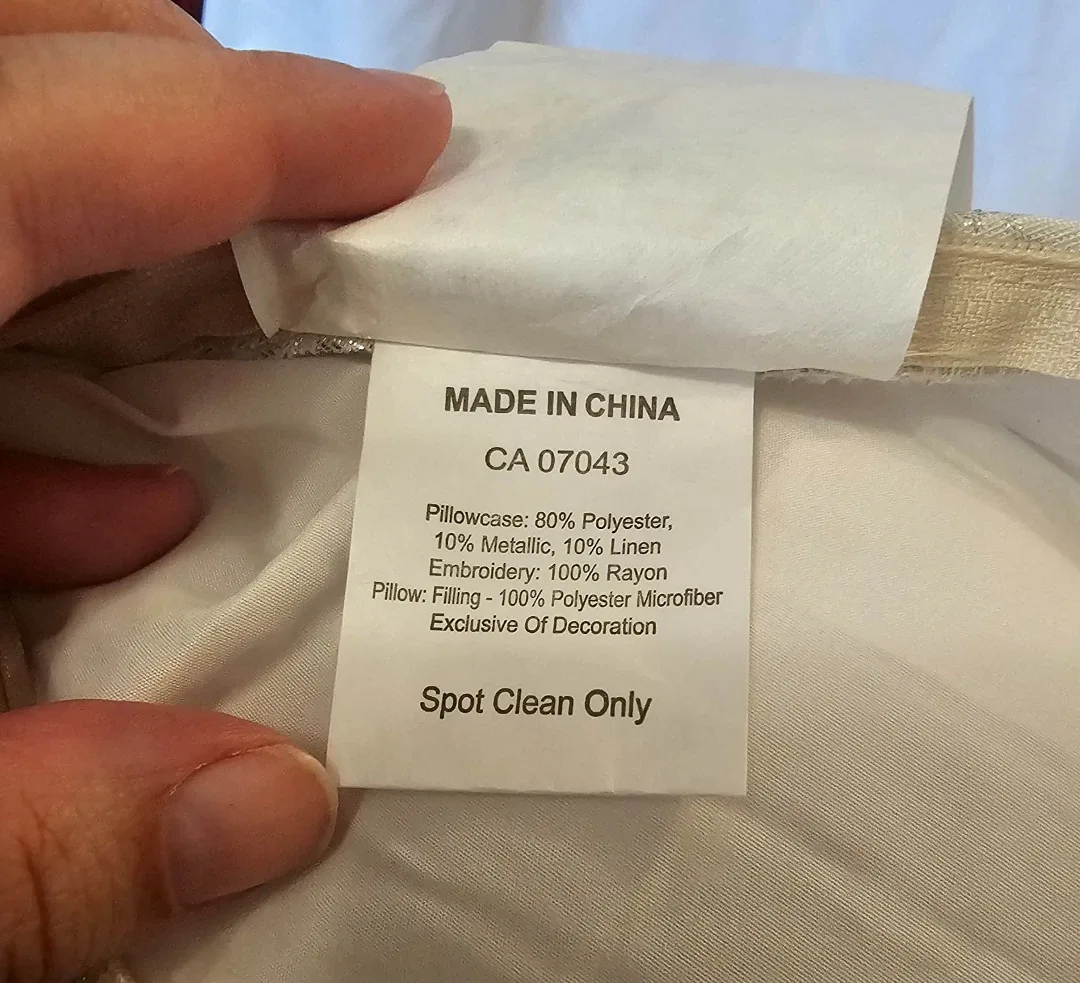 MADE IN CHINA
CA 07043
Pillowcase: 80% Polyester,
10% Metallic, 10% Linen
Embroidery: 100% Rayon
Pillow: Filling - 100% Polyester Microfiber
Exclusive Of Decoration
Spot Clean Only